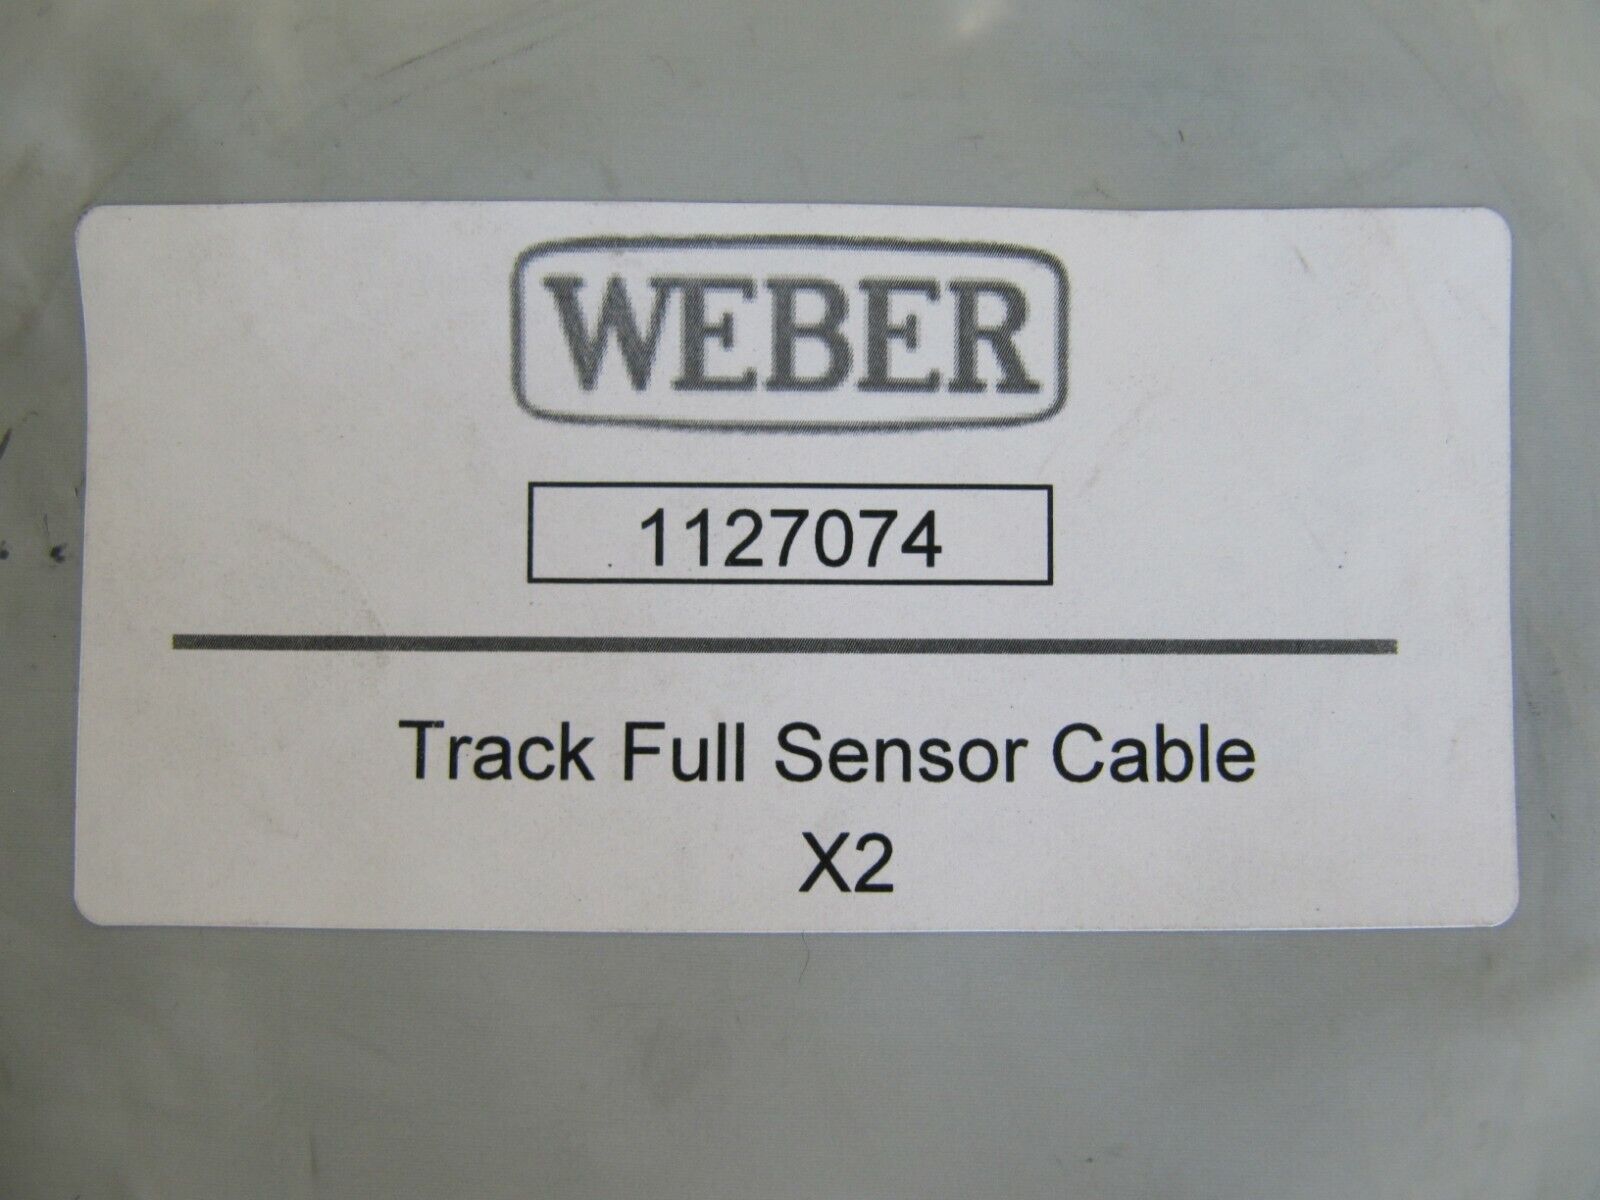 WEBER
1127074
Track Full Sensor Cable
X2